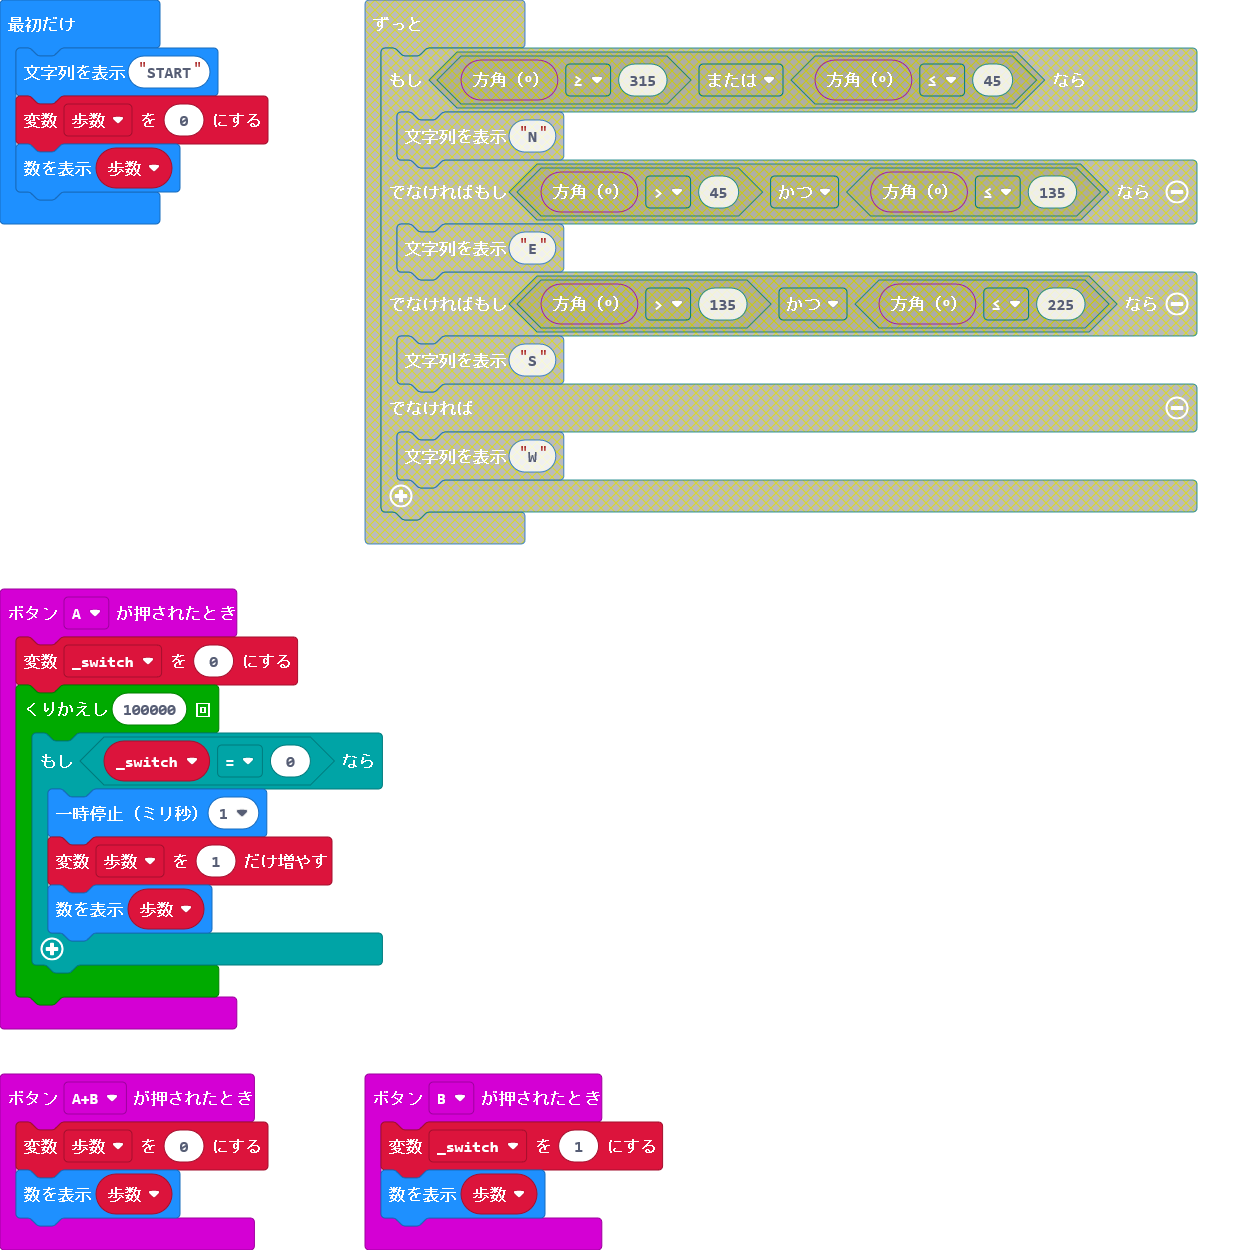 最初だけ
文字列を表示 "START"
変数 歩数 を 0 にする
数を表示 歩数
ずっと
もし 方角 (°) ≥ 315 または 方角 (°) ≤ 45 なら
文字列を表示 "N"
でなければもし 方角 (°) > 45 かつ 方角 (°) ≤ 135 なら
文字列を表示 "E"
でなければもし 方角 (°) > 135 かつ 方角 (°) ≤ 225 なら
文字列を表示 "S"
でなければ
文字列を表示 "W"
ボタン A が押されたとき
変数 _switch を 0 にする
くりかえし 100000 回
もし _switch = 0 なら
一時停止 (ミリ秒) 1
変数 歩数 を 1 だけ増やす
数を表示 歩数
ボタン A+B が押されたとき
変数 歩数 を 0 にする
数を表示 歩数
ボタン B が押されたとき
変数 _switch を 1 にする
数を表示 歩数